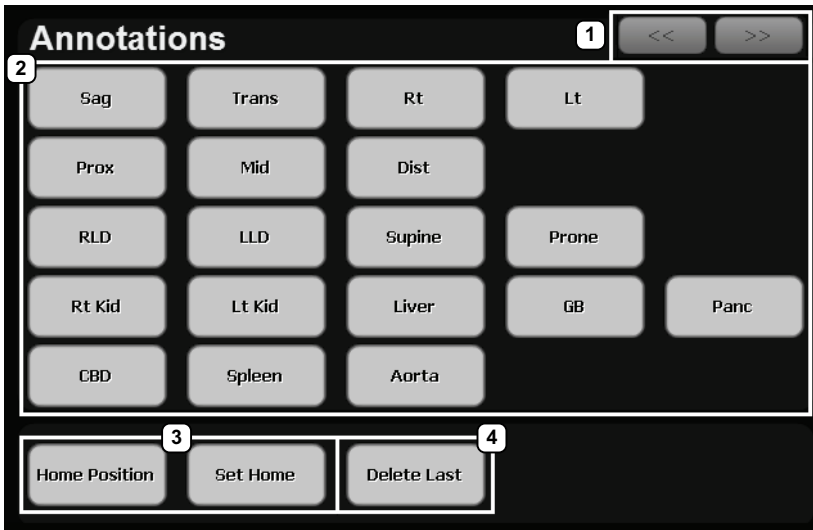 Annotations 1 << >>
2
Sag Trans Rt Lt
Prox Mid Dist
RLD LLD Supine Prone
Rt Kid Lt Kid Liver GB Panc
CBD Spleen Aorta
3 4
Home Position Set Home Delete Last